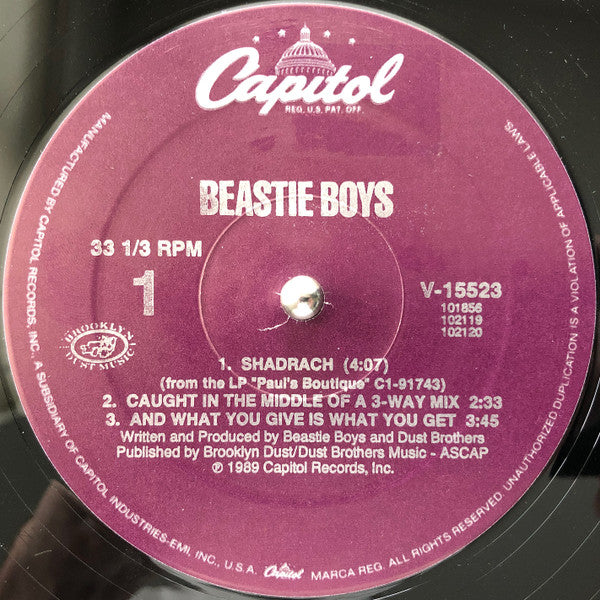 Capitol
REG. U.S. PAT. OFF.
BEASTIE BOYS
33 1/3 RPM
1
V-15523
101856
102119
102120
BROOKLYN
DUST MUSIC
1. SHADRACH (4:07)
(from the LP "Paul's Boutique" C1-91743)
2. CAUGHT IN THE MIDDLE OF A 3-WAY MIX 2:33
3. AND WHAT YOU GIVE IS WHAT YOU GET 3:45
Written and Produced by Beastie Boys and Dust Brothers
Published by Brooklyn Dust/Dust Brothers Music - ASCAP
℗ 1989 Capitol Records, Inc.
MANUFACTURED BY CAPITOL RECORDS, INC., A SUBSIDIARY OF CAPITOL INDUSTRIES-EMI, INC., U.S.A. Capitol MARCA REG. ALL RIGHTS RESERVED. UNAUTHORIZED DUPLICATION IS A VIOLATION OF APPLICABLE LAWS.